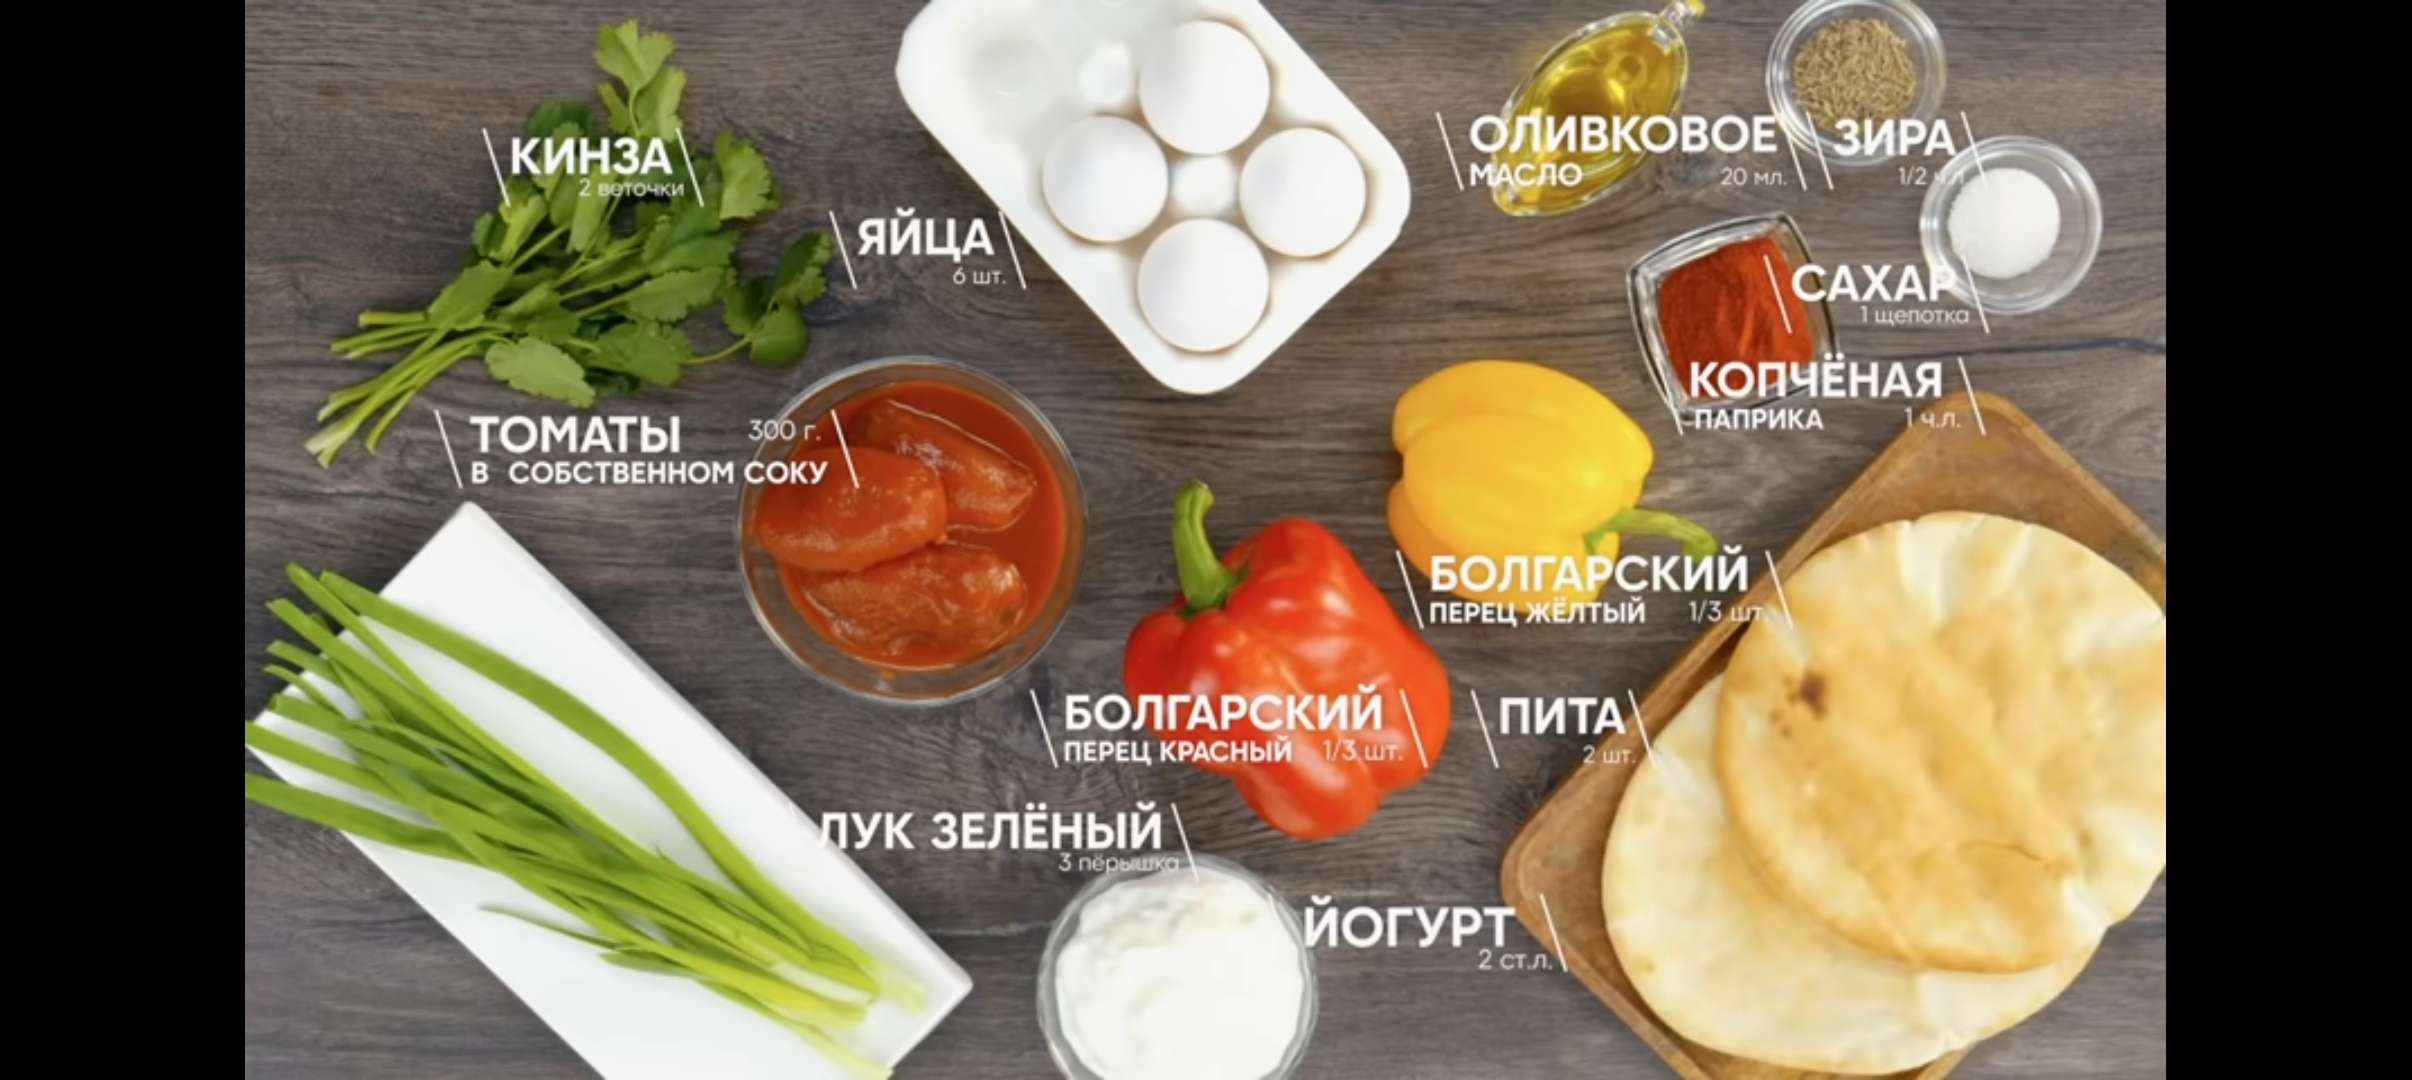 КИНЗА
2 веточки
ЯЙЦА
6 шт.
ОЛИВКОВОЕ
МАСЛО 20 мл.
ЗИРА
1/2 ч.л.
САХАР
1 щепотка
КОПЧЁНАЯ
ПАПРИКА 1 ч.л.
ТОМАТЫ 300 г.
В СОБСТВЕННОМ СОКУ
БОЛГАРСКИЙ
ПЕРЕЦ ЖЁЛТЫЙ 1/3 шт.
БОЛГАРСКИЙ
ПЕРЕЦ КРАСНЫЙ 1/3 шт.
ПИТА
2 шт.
ЛУК ЗЕЛЁНЫЙ
3 пёрышка
ЙОГУРТ
2 ст.л.